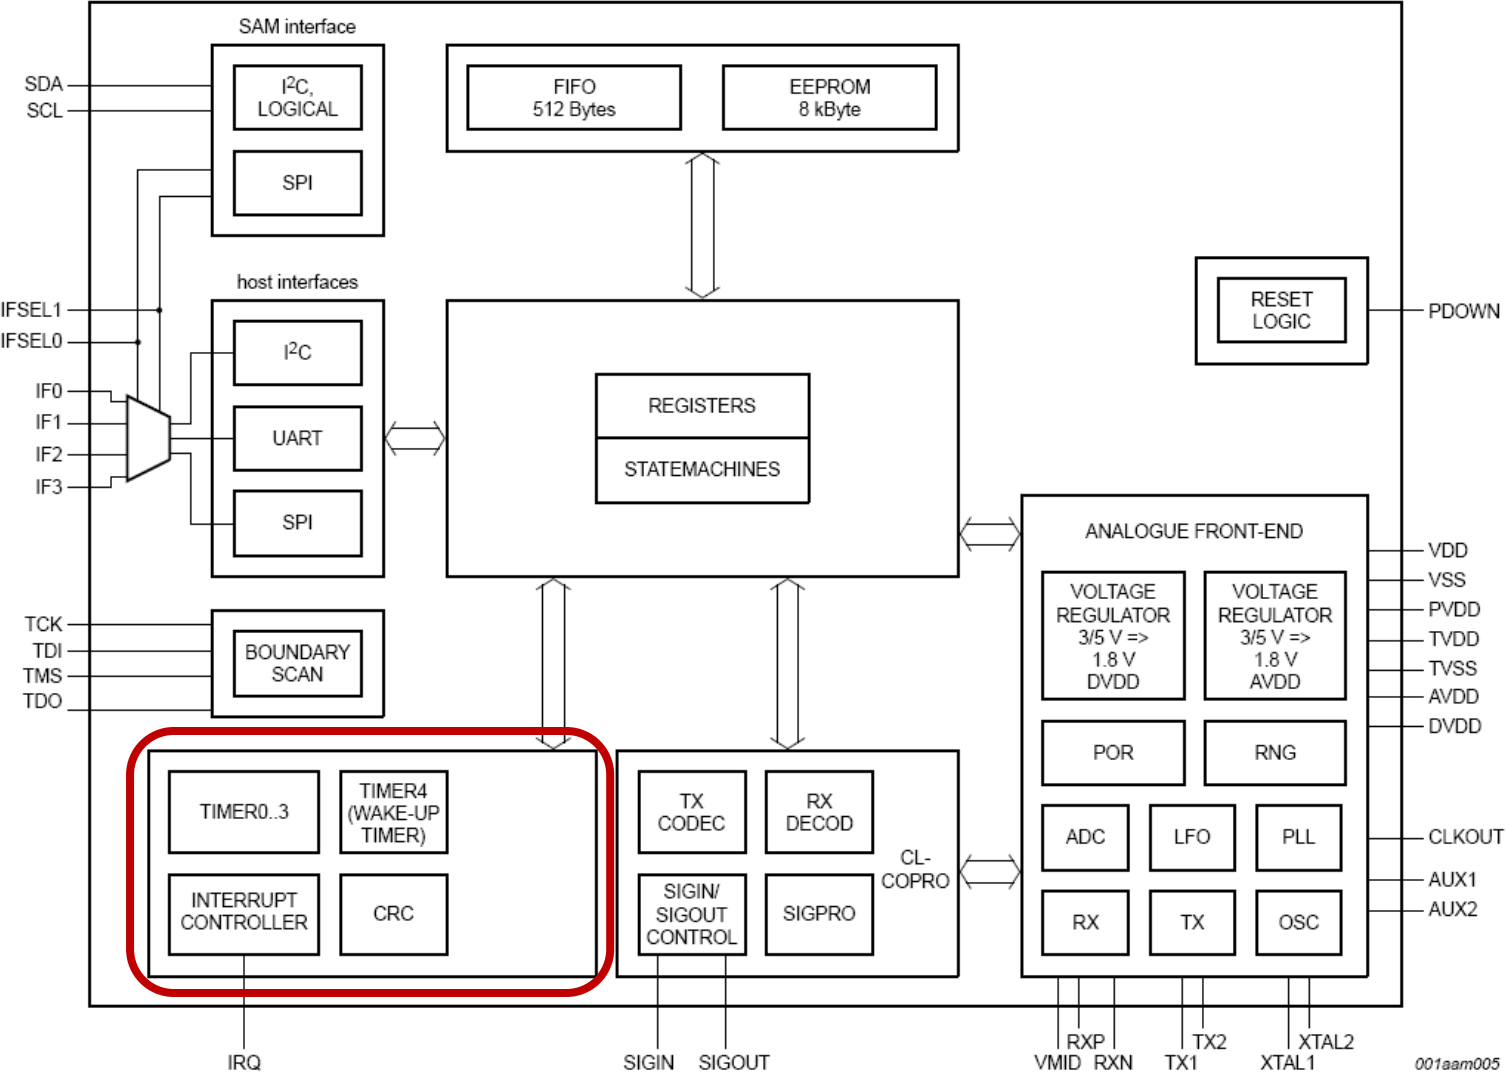 SAM interface
SDA
SCL
I2C,
LOGICAL
SPI
FIFO
512 Bytes
EEPROM
8 kByte
host interfaces
IFSEL1
IFSEL0
IF0
IF1
IF2
IF3
I2C
UART
SPI
REGISTERS
STATEMACHINES
RESET
LOGIC
PDOWN
TCK
TDI
TMS
TDO
BOUNDARY
SCAN
ANALOGUE FRONT-END
VOLTAGE
REGULATOR
3/5 V =>
1.8 V
DVDD
VOLTAGE
REGULATOR
3/5 V =>
1.8 V
AVDD
POR
RNG
ADC
LFO
PLL
RX
TX
OSC
VDD
VSS
PVDD
TVDD
TVSS
AVDD
DVDD
CLKOUT
AUX1
AUX2
TIMER0..3
TIMER4
(WAKE-UP
TIMER)
INTERRUPT
CONTROLLER
CRC
TX
CODEC
RX
DECOD
SIGIN/
SIGOUT
CONTROL
SIGPRO
CL-
COPRO
IRQ
SIGIN
SIGOUT
VMID
RXP
RXN
TX1
TX2
XTAL1
XTAL2
001aam005